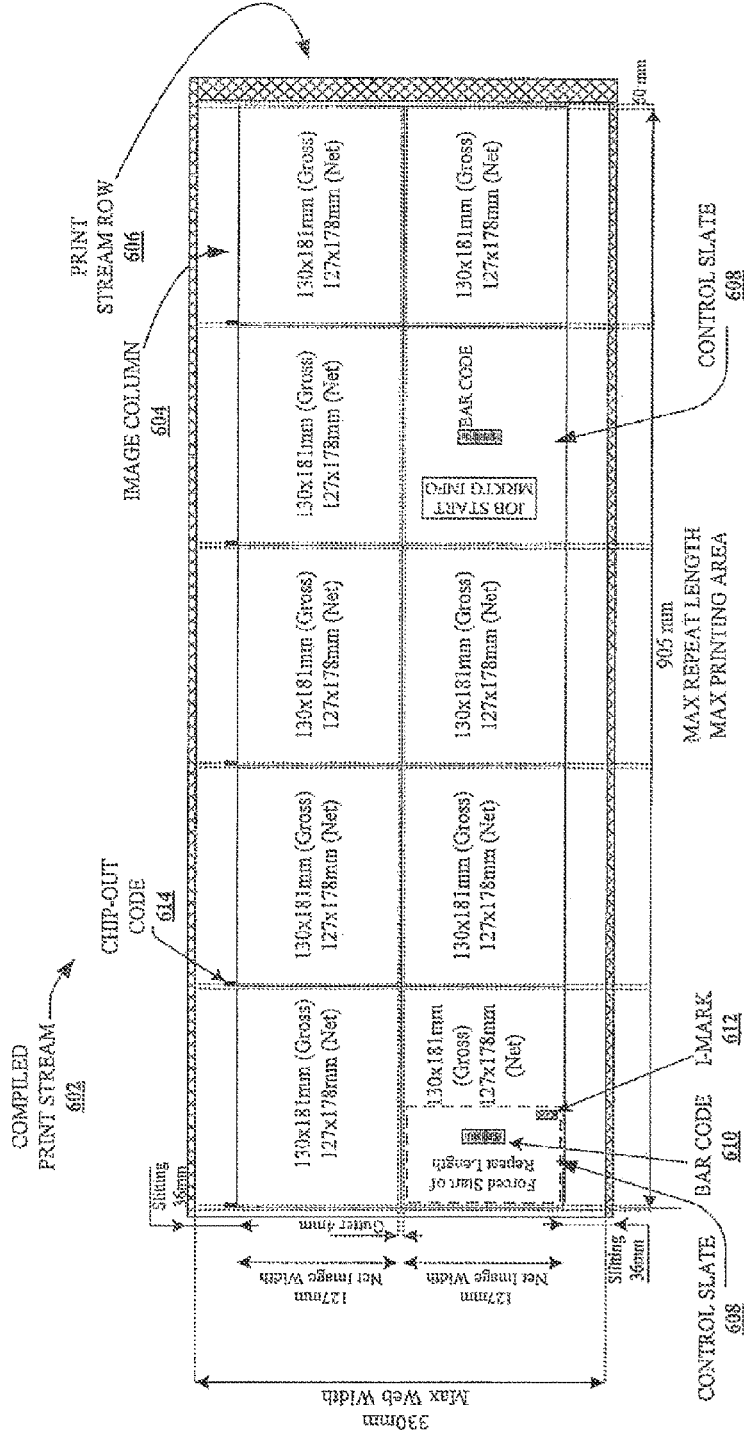 COMPILED
PRINT STREAM
602
CHIP-OUT
CODE
614
IMAGE COLUMN
604
PRINT
STREAM ROW
606
Slitting
36mm
130x181mm (Gross)
127x178mm (Net)
130x181mm (Gross)
127x178mm (Net)
130x181mm (Gross)
127x178mm (Net)
130x181mm (Gross)
127x178mm (Net)
130x181mm (Gross)
127x178mm (Net)
Gutter 4mm
127mm
Net Image Width
127mm
Net Image Width
330mm
Max Web Width
Forced Start of
Repeat Length
130x181mm
(Gross)
127x178mm
(Net)
130x181mm (Gross)
127x178mm (Net)
130x181mm (Gross)
127x178mm (Net)
JOB START
MRKTG INFO
BAR CODE
130x181mm (Gross)
127x178mm (Net)
Slitting
36mm
CONTROL SLATE
608
BAR CODE
610
I-MARK
612
905 mm
MAX REPEAT LENGTH
MAX PRINTING AREA
CONTROL SLATE
608
mm